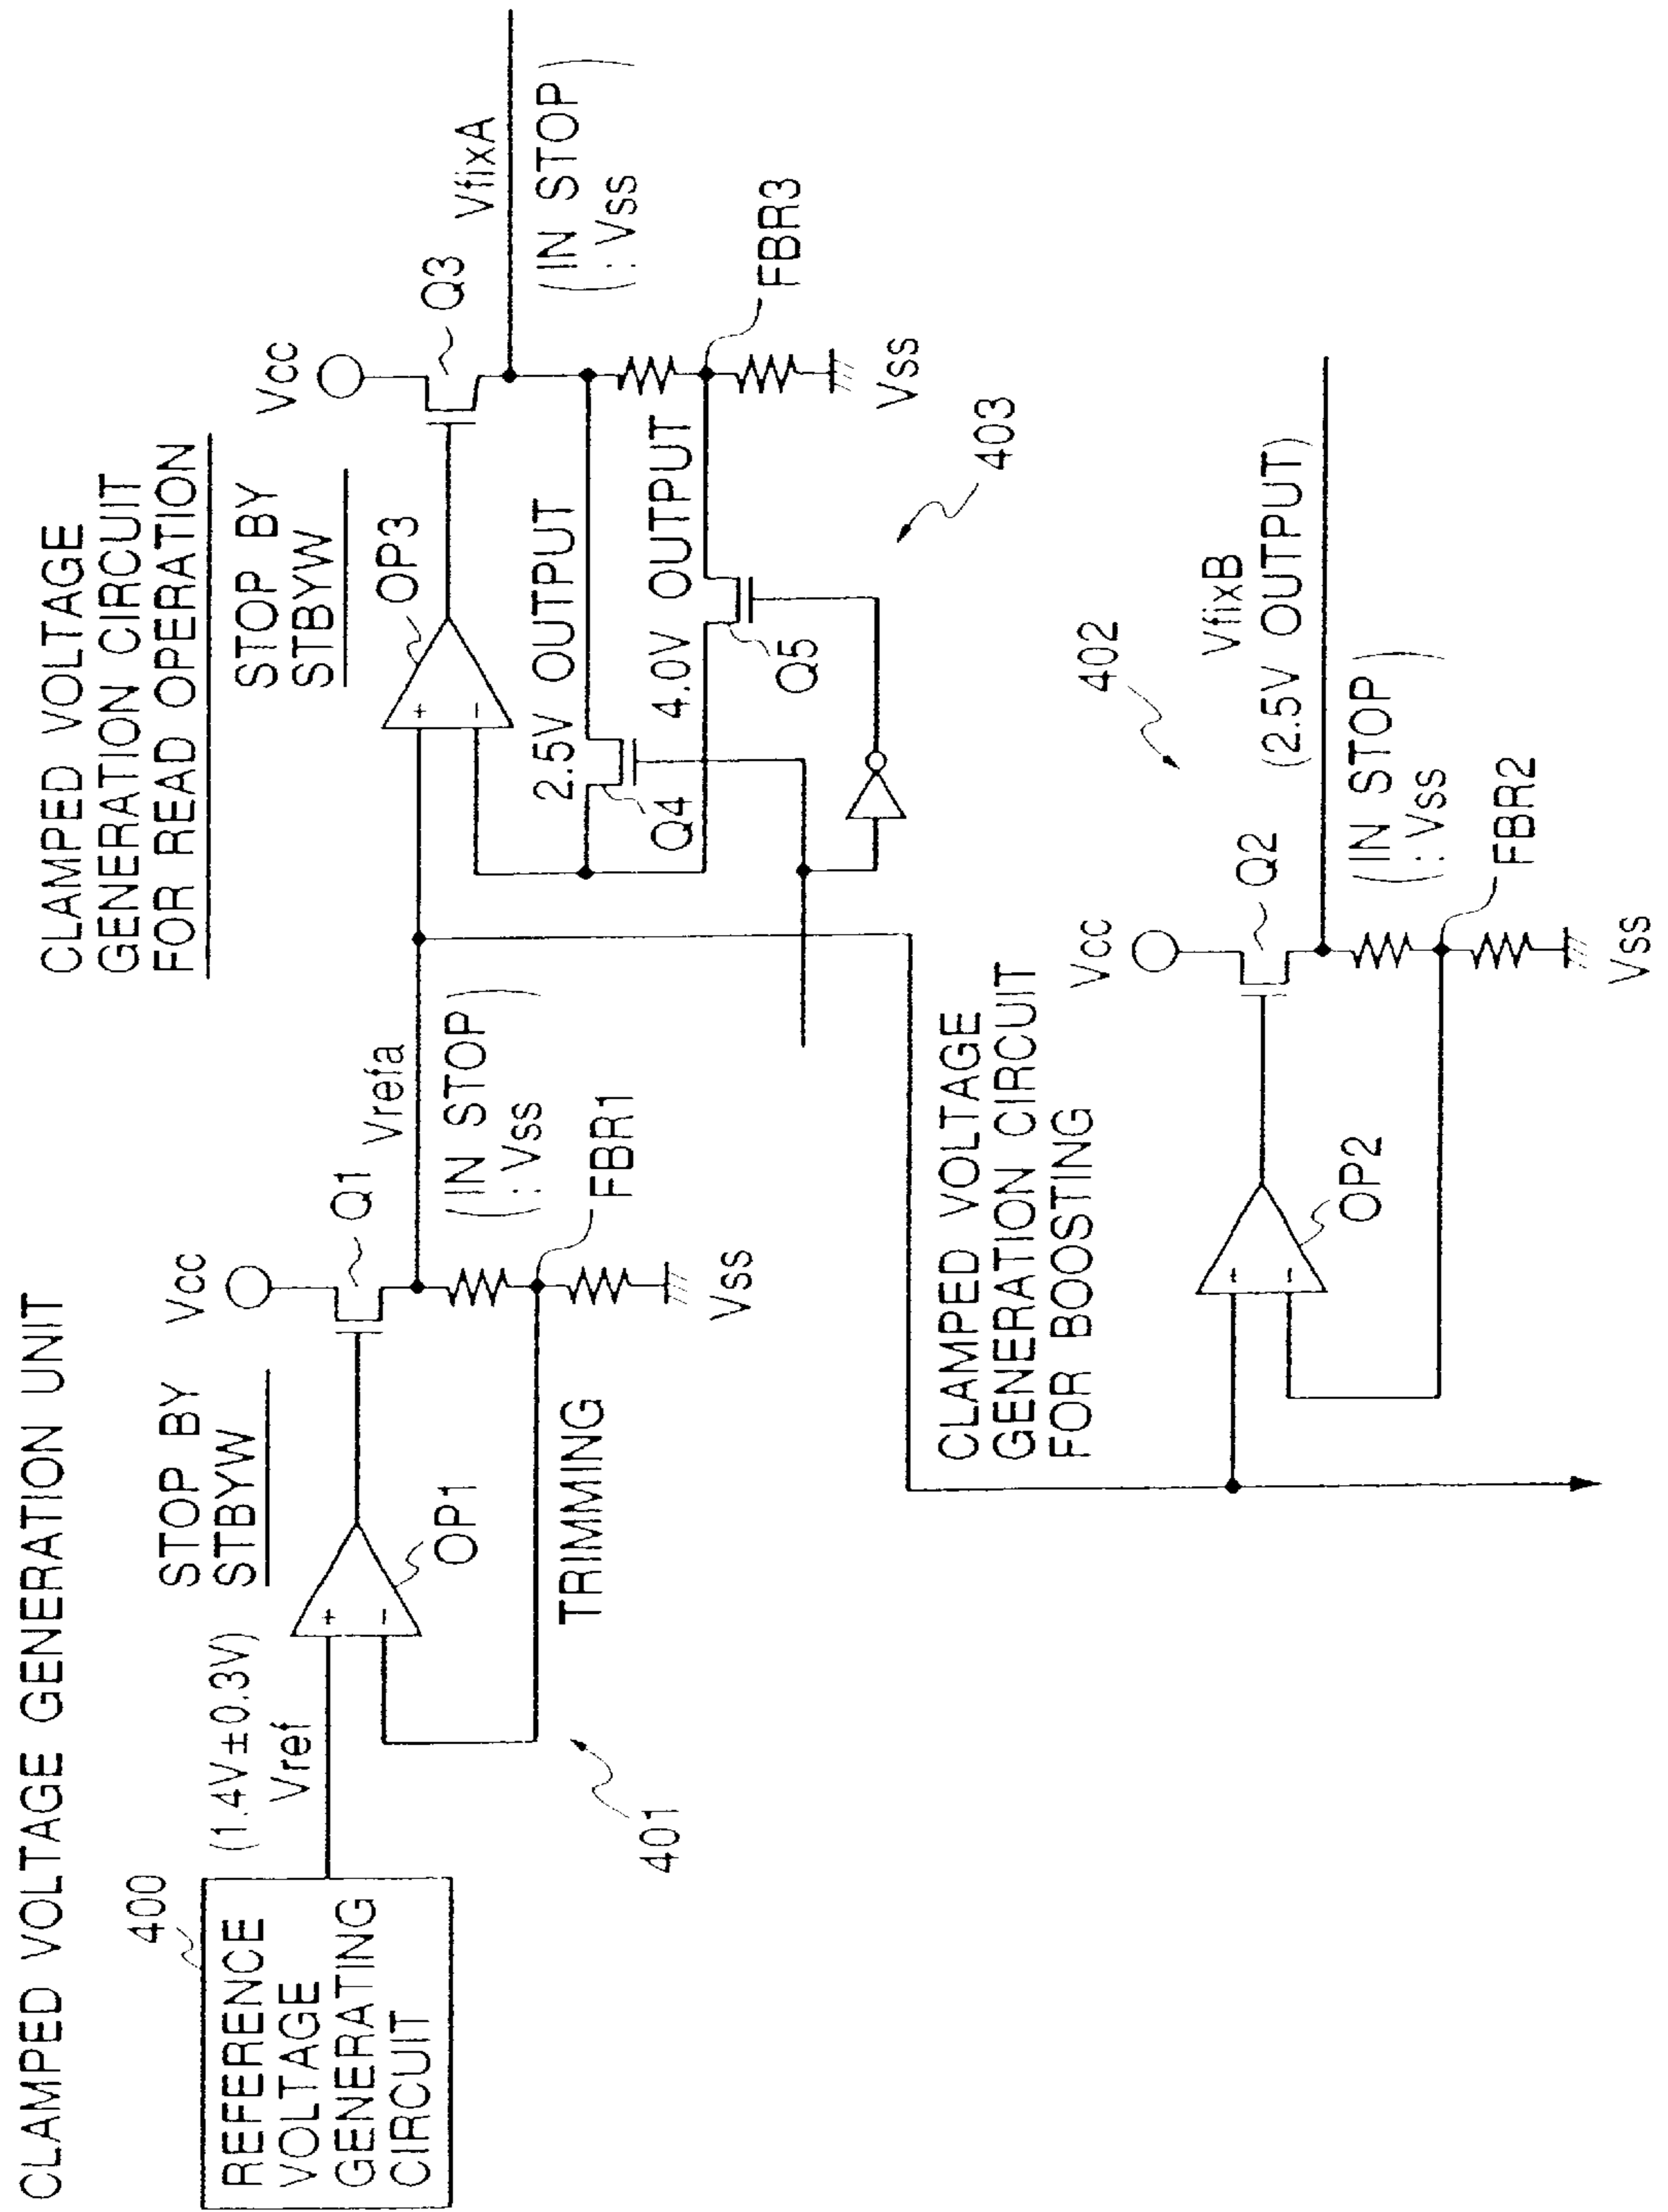 CLAMPED VOLTAGE GENERATION UNIT
400
REFERENCE
VOLTAGE
GENERATING
CIRCUIT
(1.4V±0.3V)
Vref
STOP BY
STBYW
+
−
OP1
TRIMMING
401
Vcc
Q1
Vrefa
(IN STOP
: Vss)
FBR1
Vss
CLAMPED VOLTAGE
GENERATION CIRCUIT
FOR READ OPERATION
STOP BY
STBYW
OP3
+
−
2.5V OUTPUT
Q4
4.0V OUTPUT
Q5
Vcc
Q3
VfixA
(IN STOP
: Vss)
FBR3
Vss
403
CLAMPED VOLTAGE
GENERATION CIRCUIT
FOR BOOSTING
+
−
OP2
Vcc
Q2
402
VfixB
(2.5V OUTPUT)
(IN STOP
: Vss)
FBR2
Vss